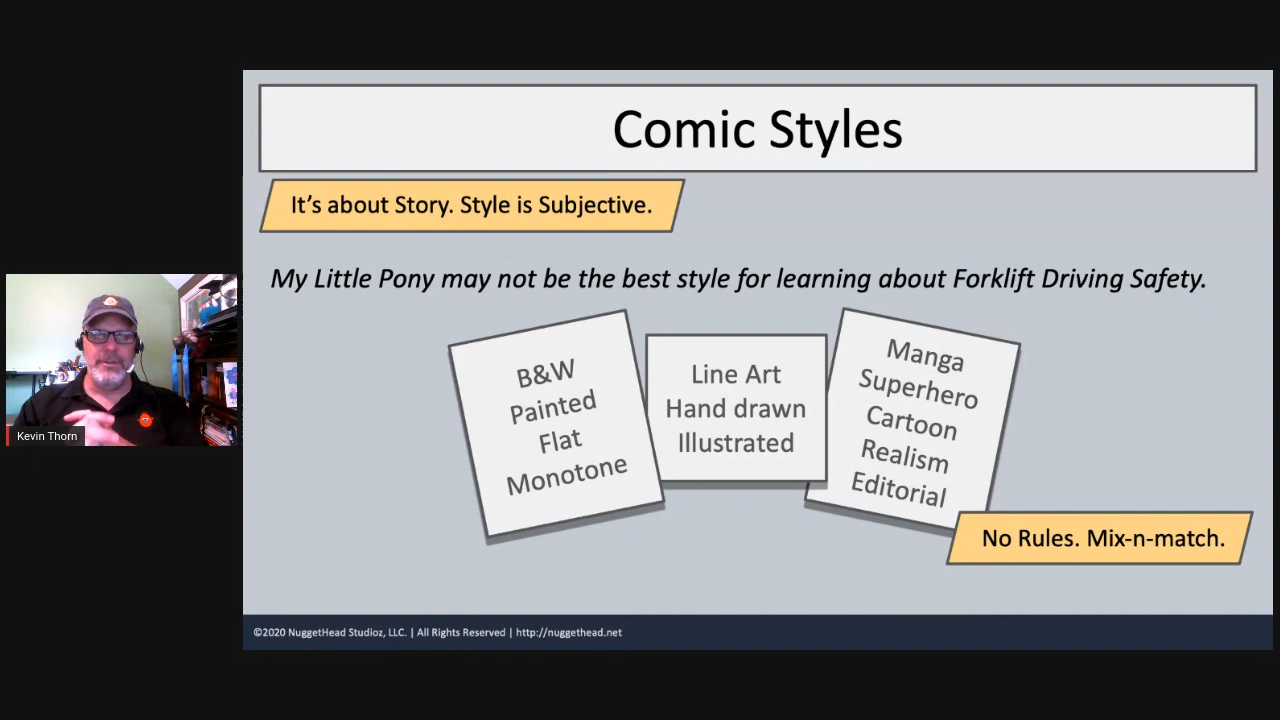 Comic Styles
It’s about Story. Style is Subjective.
My Little Pony may not be the best style for learning about Forklift Driving Safety.
B&W
Painted
Flat
Monotone
Line Art
Hand drawn
Illustrated
Manga
Superhero
Cartoon
Realism
Editorial
No Rules. Mix-n-match.
Kevin Thorn
©2020 NuggetHead Studioz, LLC. | All Rights Reserved | http://nuggethead.net